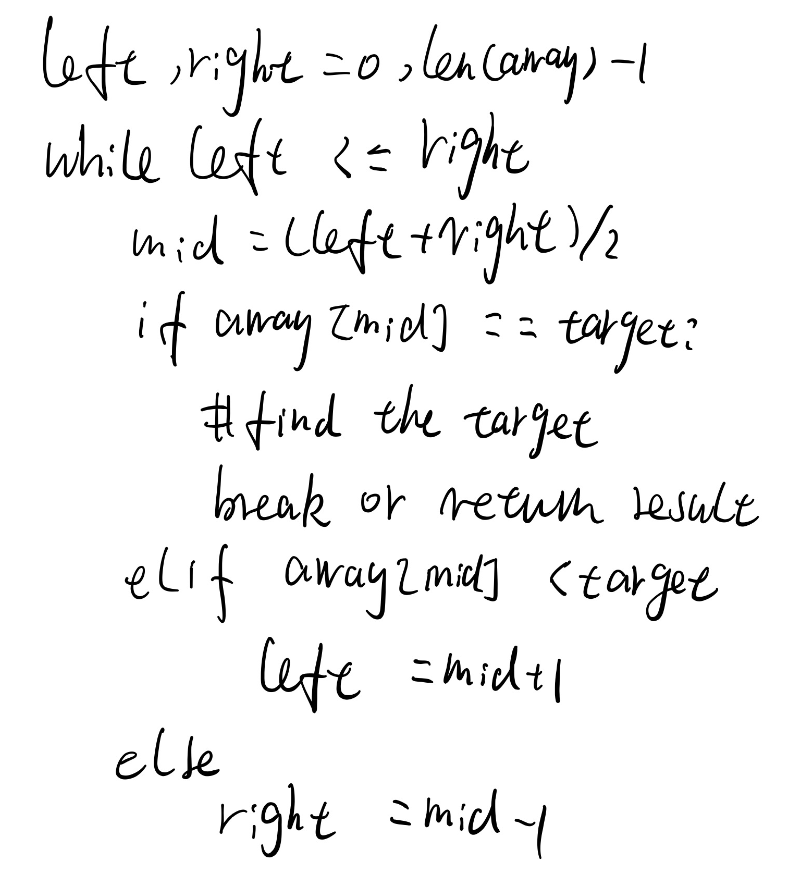 left, right = 0, len(array) -1
while left <= right
mid = (left + right)/2
if array[mid] == target:
#find the target
break or return result
elif array[mid] < target
left = mid+1
else
right = mid -1